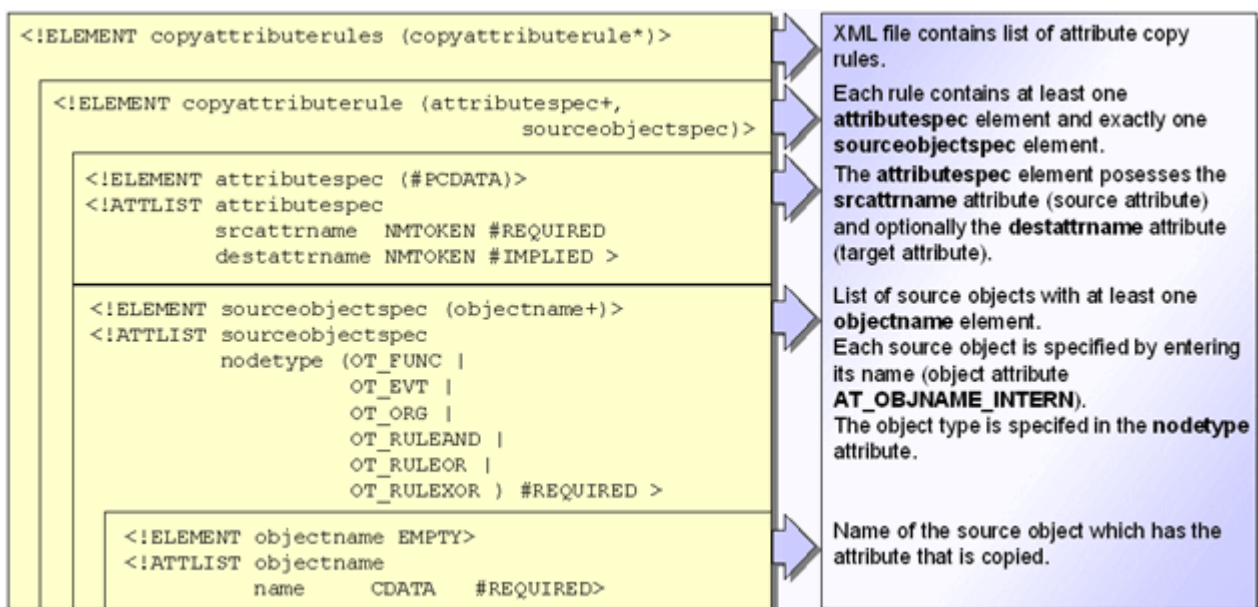 <!ELEMENT copyattributerules (copyattributerule*)>
<!ELEMENT copyattributerule (attributespec+,
sourceobjectspec)>
<!ELEMENT attributespec (#PCDATA)>
<!ATTLIST attributespec
srcattrname NMTOKEN #REQUIRED
destattrname NMTOKEN #IMPLIED >
<!ELEMENT sourceobjectspec (objectname+)>
<!ATTLIST sourceobjectspec
nodetype (OT_FUNC |
OT_EVT |
OT_ORG |
OT_RULEAND |
OT_RULEOR |
OT_RULEXOR ) #REQUIRED >
<!ELEMENT objectname EMPTY>
<!ATTLIST objectname
name CDATA #REQUIRED>
XML file contains list of attribute copy
rules.
Each rule contains at least one
attributespec element and exactly one
sourceobjectspec element.
The attributespec element posesses the
srcattrname attribute (source attribute)
and optionally the destattrname attribute
(target attribute).
List of source objects with at least one
objectname element.
Each source object is specified by entering
its name (object attribute
AT_OBJNAME_INTERN).
The object type is specifed in the nodetype
attribute.
Name of the source object which has the
attribute that is copied.